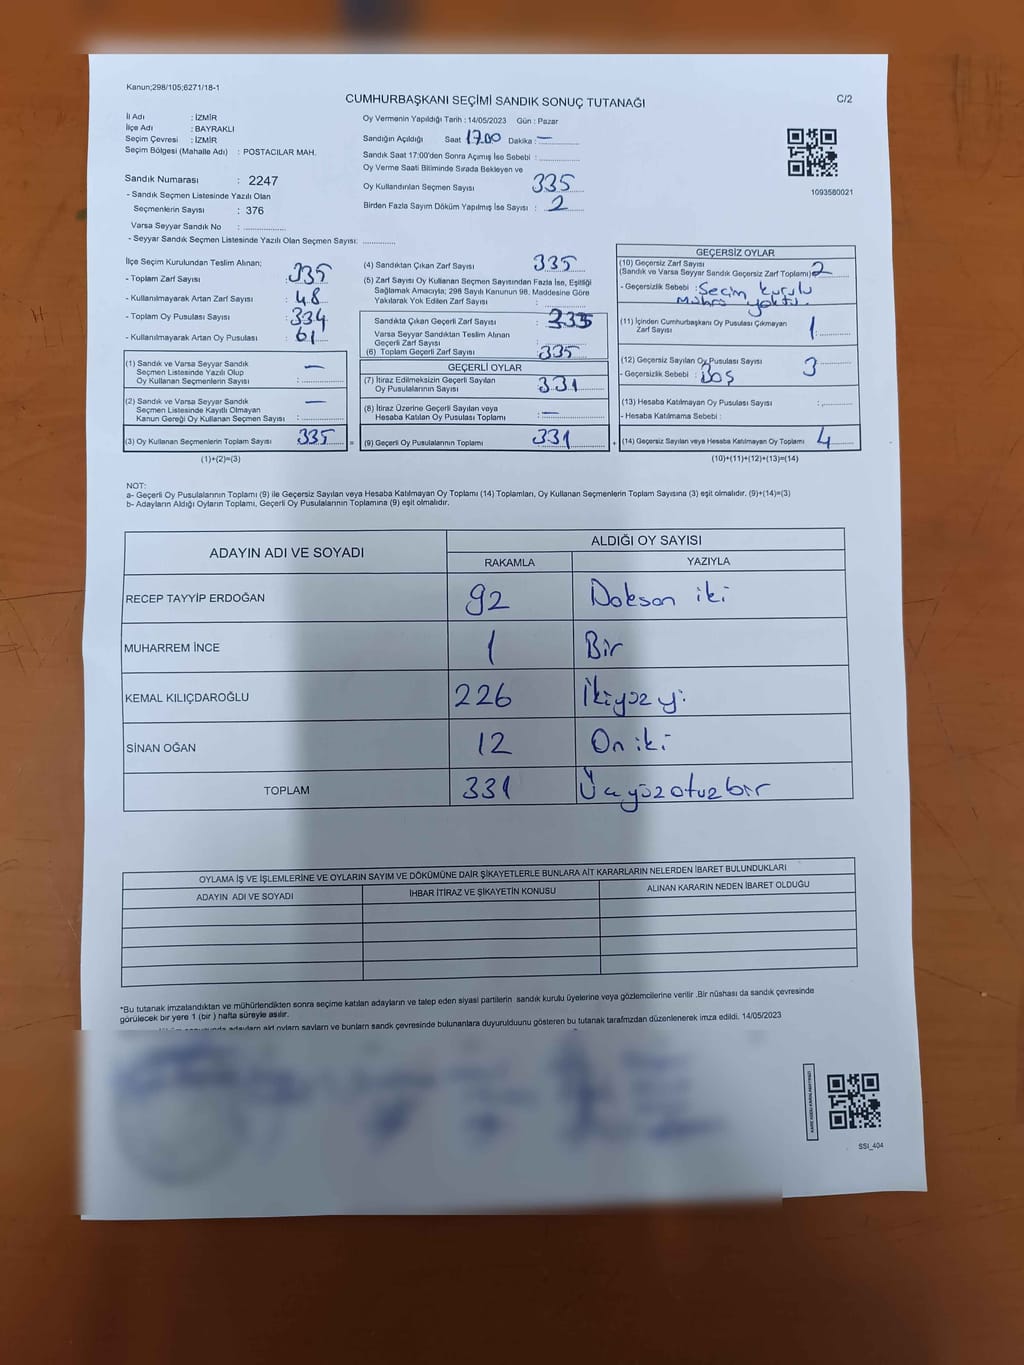 Kanun;298/105;6271/18-1
CUMHURBAŞKANI SEÇİMİ SANDIK SONUÇ TUTANAĞI
C/2
İl Adı : İZMİR
İlçe Adı : BAYRAKLI
Seçim Çevresi : İZMİR
Seçim Bölgesi (Mahalle Adı) : POSTACILAR MAH.
Sandık Numarası : 2247
- Sandık Seçmen Listesinde Yazılı Olan
Seçmenlerin Sayısı : 376
Varsa Seyyar Sandık No :
- Seyyar Sandık Seçmen Listesinde Yazılı Olan Seçmen Sayısı:
Oy Vermenin Yapıldığı Tarih : 14/05/2023 Gün : Pazar
Sandığın Açıldığı Saat 17.00 Dakika : —
Sandık Saat 17:00'den Sonra Açımış İse Sebebi :
Oy Verme Saati Bitiminde Sırada Bekleyen ve
Oy Kullandırılan Seçmen Sayısı 335
Birden Fazla Sayım Döküm Yapılmış İse Sayısı : 2
1093580021
İlçe Seçim Kurulundan Teslim Alınan;
- Toplam Zarf Sayısı : 335
- Kullanılmayarak Artan Zarf Sayısı : 48
- Toplam Oy Pusulası Sayısı : 334
- Kullanılmayarak Artan Oy Pusulası : 61
(1) Sandık ve Varsa Seyyar Sandık
Seçmen Listesinde Yazılı Olup
Oy Kullanan Seçmenlerin Sayısı : —
(2) Sandık ve Varsa Seyyar Sandık
Seçmen Listesinde Kayıtlı Olmayan
Kanun Gereği Oy Kullanan Seçmen Sayısı : —
(3) Oy Kullanan Seçmenlerin Toplam Sayısı 335 =
(1)+(2)=(3)
(4) Sandıktan Çıkan Zarf Sayısı : 335
(5) Zarf Sayısı Oy Kullanan Seçmen Sayısından Fazla İse, Eşitliği
Sağlamak Amacıyla; 298 Sayılı Kanunun 98. Maddesine Göre
Yakılarak Yok Edilen Zarf Sayısı :
Sandıkta Çıkan Geçerli Zarf Sayısı : 333
Varsa Seyyar Sandıktan Teslim Alınan
Geçerli Zarf Sayısı :
(6) Toplam Geçerli Zarf Sayısı : 335
GEÇERLİ OYLAR
(7) İtiraz Edilmeksizin Geçerli Sayılan
Oy Pusulalarının Sayısı : 331
(8) İtiraz Üzerine Geçerli Sayılan veya
Hesaba Katılan Oy Pusulası Toplamı : —
(9) Geçerli Oy Pusulalarının Toplamı 331 +
GEÇERSİZ OYLAR
(10) Geçersiz Zarf Sayısı
(Sandık ve Varsa Seyyar Sandık Geçersiz Zarf Toplamı) 2
- Geçersizlik Sebebi : Seçim kurulu
mührü yoktu.
(11) İçinden Cumhurbaşkanı Oy Pusulası Çıkmayan
Zarf Sayısı 1
(12) Geçersiz Sayılan Oy Pusulası Sayısı 3
- Geçersizlik Sebebi : Boş
(13) Hesaba Katılmayan Oy Pusulası Sayısı :
- Hesaba Katılmama Sebebi :
(14) Geçersiz Sayılan veya Hesaba Katılmayan Oy Toplamı 4
(10)+(11)+(12)+(13)=(14)
NOT:
a- Geçerli Oy Pusulalarının Toplamı (9) ile Geçersiz Sayılan veya Hesaba Katılmayan Oy Toplamı (14) Toplamları, Oy Kullanan Seçmenlerin Toplam Sayısına (3) eşit olmalıdır. (9)+(14)=(3)
b- Adayların Aldığı Oyların Toplamı, Geçerli Oy Pusulalarının Toplamına (9) eşit olmalıdır.
ADAYIN ADI VE SOYADI
ALDIĞI OY SAYISI
RAKAMLA YAZIYLA
RECEP TAYYİP ERDOĞAN 92 Doksan iki
MUHARREM İNCE 1 Bir
KEMAL KILIÇDAROĞLU 226 İkiyüz yi
SİNAN OĞAN 12 On iki
TOPLAM 331 Üçyüzotuzbir
OYLAMA İŞ VE İŞLEMLERİNE VE OYLARIN SAYIM VE DÖKÜMÜNE DAİR ŞİKAYETLERLE BUNLARA AİT KARARLARIN NELERDEN İBARET BULUNDUKLARI
ADAYIN ADI VE SOYADI İHBAR İTİRAZ VE ŞİKAYETİN KONUSU ALINAN KARARIN NEDEN İBARET OLDUĞU
*Bu tutanak imzalandıktan ve mühürlendikten sonra seçime katılan adayların ve talep eden siyasi partilerin sandık kurulu üyelerine veya gözlemcilerine verilir .Bir nüshası da sandık çevresinde
görülecek bir yere 1 (bir ) hafta süreyle asılır.
adayların ald oyların sayların ve bunların sandk çevresinde bulunanlara duyurulduunu gösteren bu tutanak tarafmzdan düzenlenerek imza edildi. 14/05/2023
SSI_404